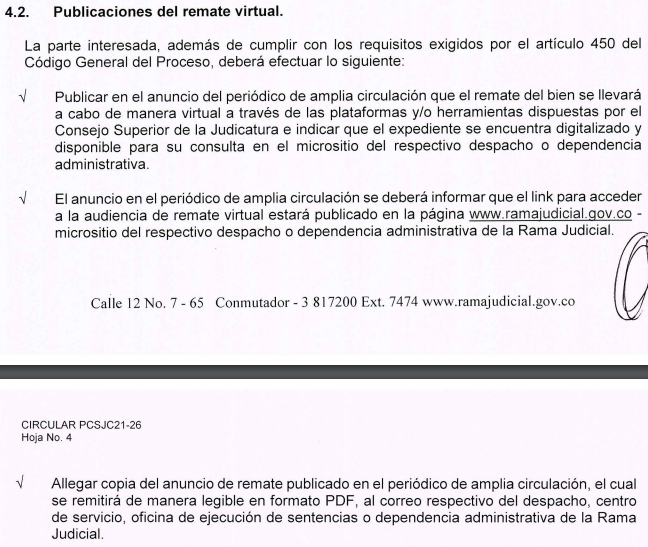 4.2. Publicaciones del remate virtual.
La parte interesada, además de cumplir con los requisitos exigidos por el artículo 450 del
Código General del Proceso, deberá efectuar lo siguiente:
√ Publicar en el anuncio del periódico de amplia circulación que el remate del bien se llevará
a cabo de manera virtual a través de las plataformas y/o herramientas dispuestas por el
Consejo Superior de la Judicatura e indicar que el expediente se encuentra digitalizado y
disponible para su consulta en el micrositio del respectivo despacho o dependencia
administrativa.
√ El anuncio en el periódico de amplia circulación se deberá informar que el link para acceder
a la audiencia de remate virtual estará publicado en la página www.ramajudicial.gov.co -
micrositio del respectivo despacho o dependencia administrativa de la Rama Judicial.
Calle 12 No. 7 - 65 Conmutador - 3 817200 Ext. 7474 www.ramajudicial.gov.co
CIRCULAR PCSJC21-26
Hoja No. 4
√ Allegar copia del anuncio de remate publicado en el periódico de amplia circulación, el cual
se remitirá de manera legible en formato PDF, al correo respectivo del despacho, centro
de servicio, oficina de ejecución de sentencias o dependencia administrativa de la Rama
Judicial.